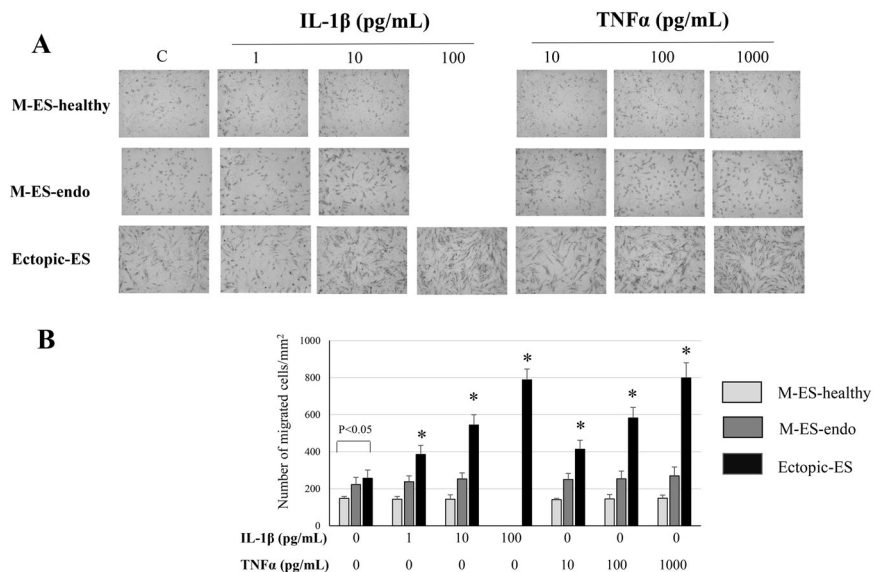 A
IL-1β (pg/mL) TNFα (pg/mL)
C 1 10 100 10 100 1000
M-ES-healthy
M-ES-endo
Ectopic-ES
B
Number of migrated cells/mm²
1000
800
600
400
200
0
P<0.05
*
*
*
*
*
*
M-ES-healthy
M-ES-endo
Ectopic-ES
IL-1β (pg/mL) 0 1 10 100 0 0 0
TNFα (pg/mL) 0 0 0 0 10 100 1000